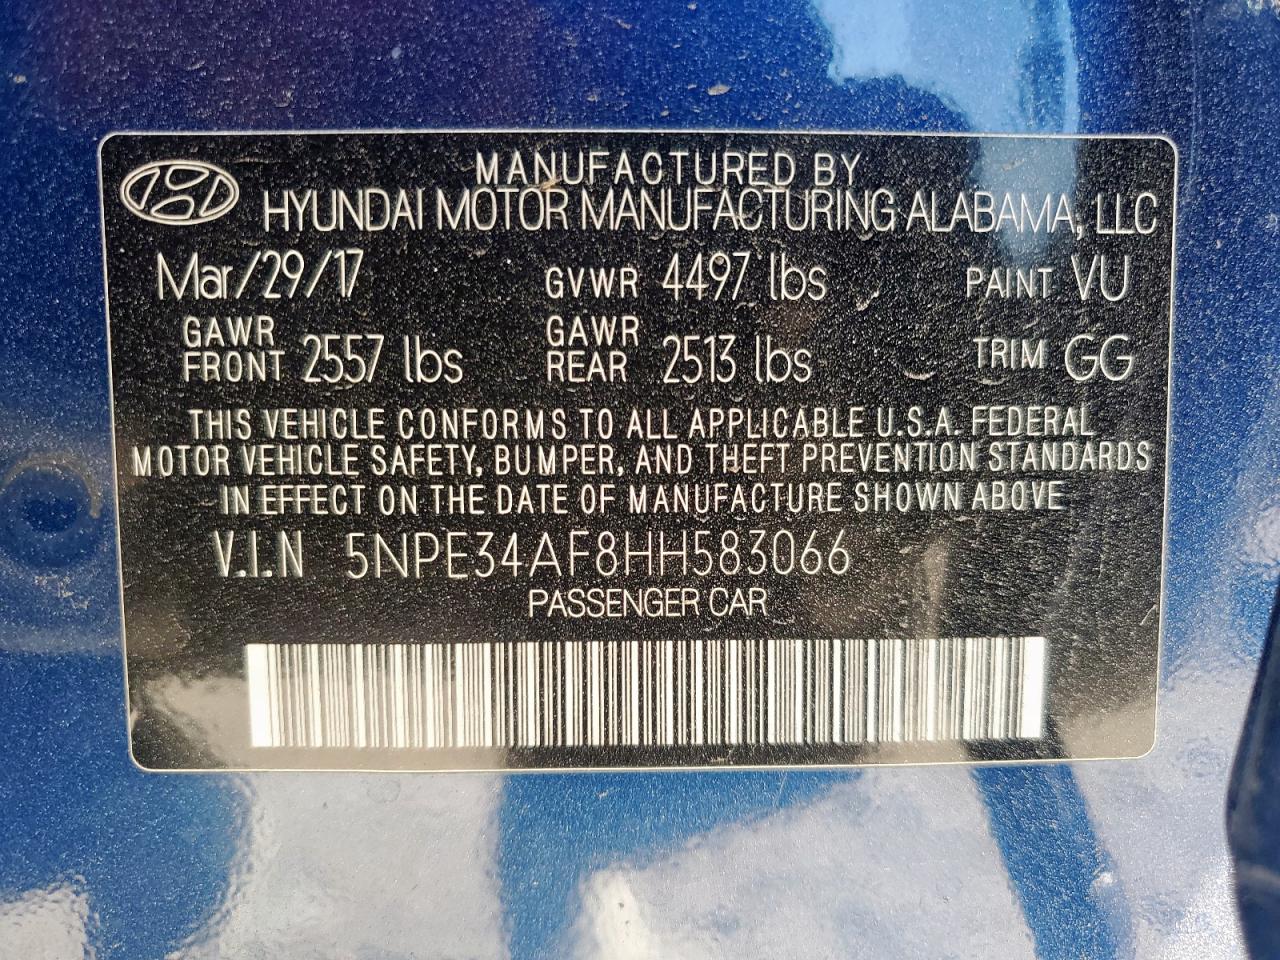 MANUFACTURED BY
HYUNDAI MOTOR MANUFACTURING ALABAMA, LLC
Mar/29/17 GVWR 4497 lbs PAINT VU
GAWR FRONT 2557 lbs GAWR REAR 2513 lbs TRIM GG
THIS VEHICLE CONFORMS TO ALL APPLICABLE U.S.A. FEDERAL
MOTOR VEHICLE SAFETY, BUMPER, AND THEFT PREVENTION STANDARDS
IN EFFECT ON THE DATE OF MANUFACTURE SHOWN ABOVE
V.I.N 5NPE34AF8HH583066
PASSENGER CAR